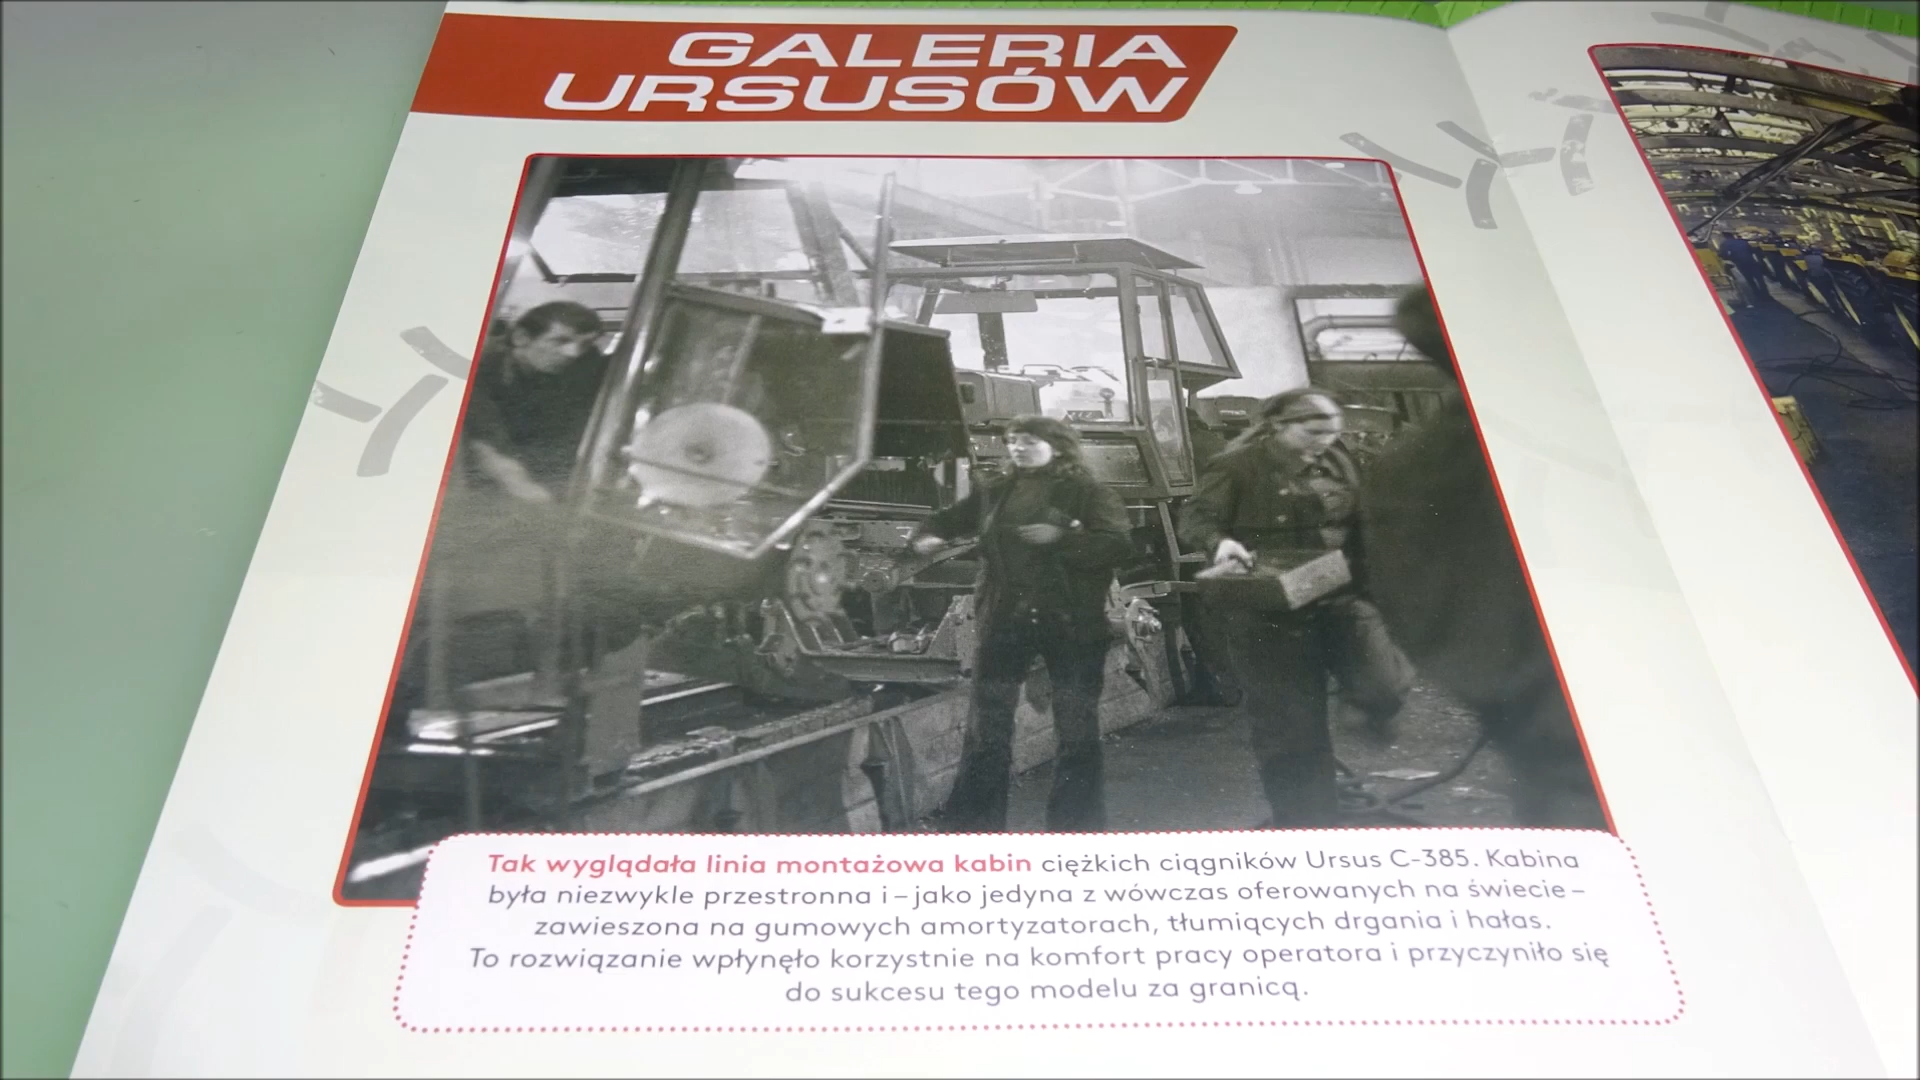 GALERIA
URSUSÓW
Tak wyglądała linia montażowa kabin ciężkich ciągników Ursus C-385. Kabina
była niezwykle przestronna i – jako jedyna z wówczas oferowanych na świecie –
zawieszona na gumowych amortyzatorach, tłumiących drgania i hałas.
To rozwiązanie wpłynęło korzystnie na komfort pracy operatora i przyczyniło się
do sukcesu tego modelu za granicą.